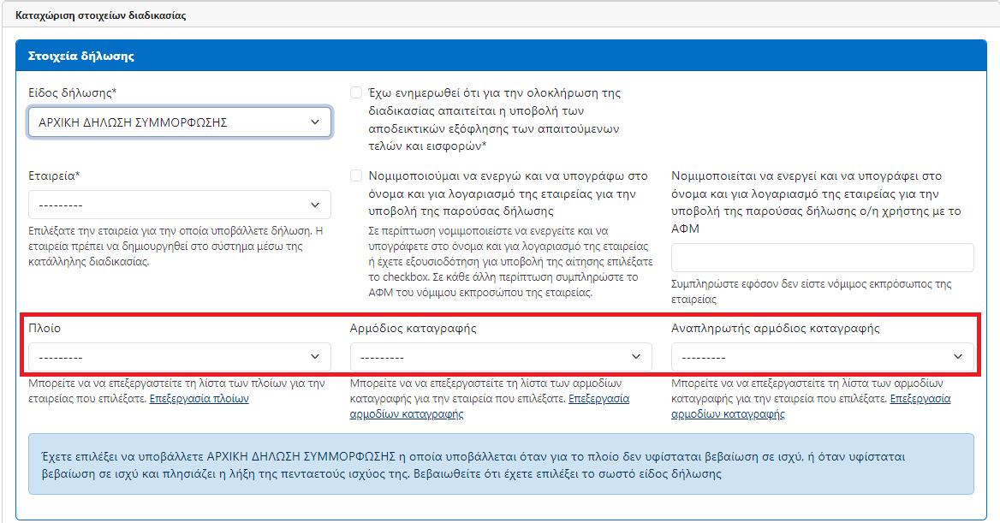 Καταχώριση στοιχείων διαδικασίας
Στοιχεία δήλωσης
Είδος δήλωσης*
ΑΡΧΙΚΗ ΔΗΛΩΣΗ ΣΥΜΜΟΡΦΩΣΗΣ
Έχω ενημερωθεί ότι για την ολοκλήρωση της
διαδικασίας απαιτείται η υποβολή των
αποδεικτικών εξόφλησης των απαιτούμενων
τελών και εισφορών*
Εταιρεία*
---------
Επιλέξατε την εταιρεία για την οποία υποβάλλετε δήλωση. Η
εταιρεία πρέπει να δημιουργηθεί στο σύστημα μέσω της
κατάλληλης διαδικασίας.
Νομιμοποιούμαι να ενεργώ και να υπογράφω στο
όνομα και για λογαριασμό της εταιρείας για την
υποβολή της παρούσας δήλωσης
Σε περίπτωση νομιμοποιείστε να ενεργείτε και να
υπογράφετε στο όνομα και για λογαριασμό της εταιρείας
ή έχετε εξουσιοδότηση για υποβολή της αίτησης επιλέξατε
το checkbox. Σε κάθε άλλη περίπτωση συμπληρώστε το
ΑΦΜ του νόμιμου εκπροσώπου της εταιρείας.
Νομιμοποιείται να ενεργεί και να υπογράφει στο
όνομα και για λογαριασμό της εταιρείας για την
υποβολή της παρούσας δήλωσης ο/η χρήστης με το
ΑΦΜ
Συμπληρώστε εφόσον δεν είστε νόμιμος εκπρόσωπος της
εταιρείας
Πλοίο
---------
Μπορείτε να να επεξεργαστείτε τη λίστα των πλοίων για την
εταιρείας που επιλέξατε. Επεξεργασία πλοίων
Αρμόδιος καταγραφής
---------
Μπορείτε να να επεξεργαστείτε τη λίστα των αρμοδίων
καταγραφής για την εταιρεία που επιλέξατε. Επεξεργασία
αρμοδίων καταγραφής
Αναπληρωτής αρμόδιος καταγραφής
---------
Μπορείτε να να επεξεργαστείτε τη λίστα των αρμοδίων
καταγραφής για την εταιρεία που επιλέξατε. Επεξεργασία
αρμοδίων καταγραφής
Έχετε επιλέξει να υποβάλλετε ΑΡΧΙΚΗ ΔΗΛΩΣΗ ΣΥΜΜΟΡΦΩΣΗΣ η οποία υποβάλλεται όταν για το πλοίο δεν υφίσταται βεβαίωση σε ισχύ, ή όταν υφίσταται
βεβαίωση σε ισχύ και πλησιάζει η λήξη της πενταετούς ισχύος της. Βεβαιωθείτε ότι έχετε επιλέξει το σωστό είδος δήλωσης